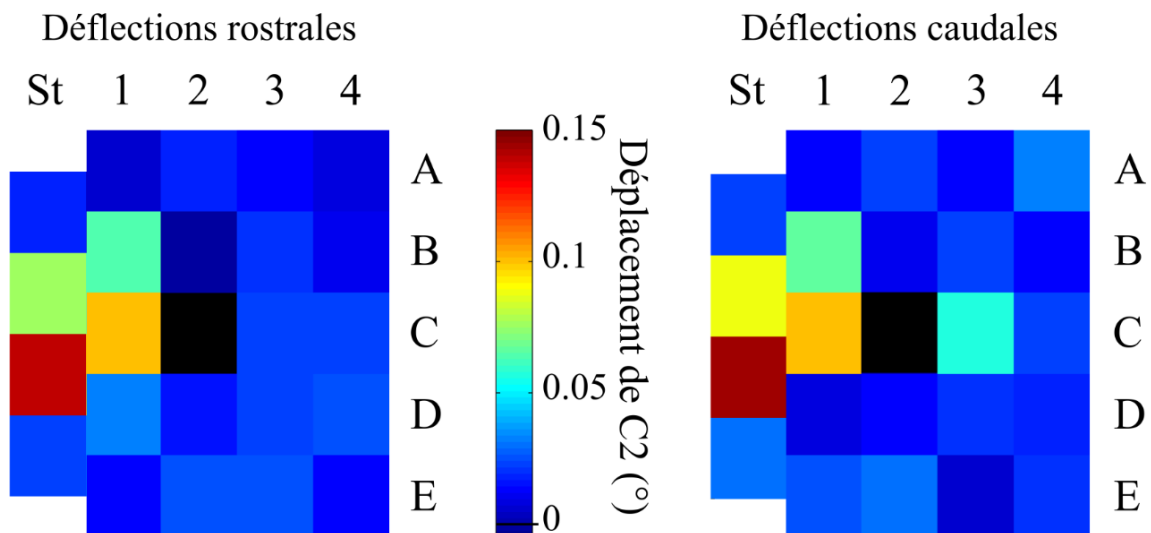 Déflections rostrales
St 1 2 3 4
A
B
C
D
E
0.15
0.1
0.05
0
Déplacement de C2 (°)
Déflections caudales
St 1 2 3 4
A
B
C
D
E